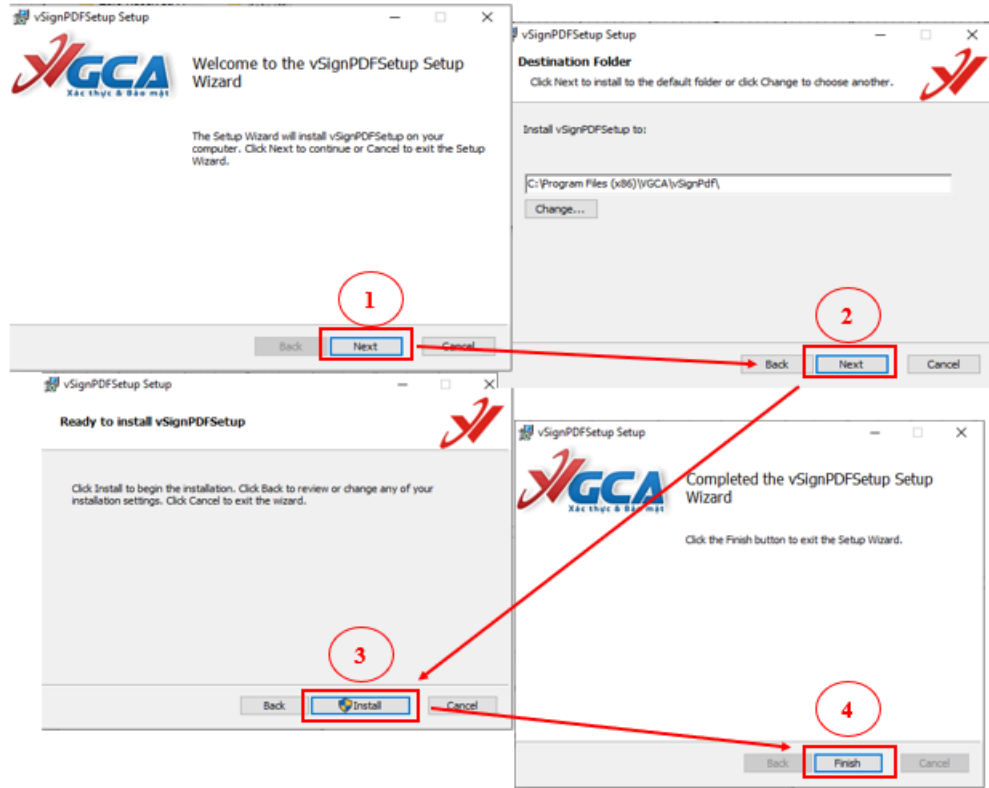 vSignPDFSetup Setup
VGCA
Xác thực & Bảo mật
Welcome to the vSignPDFSetup Setup
Wizard
The Setup Wizard will install vSignPDFSetup on your
computer. Click Next to continue or Cancel to exit the Setup
Wizard.
1
Back
Next
Cancel
vSignPDFSetup Setup
Destination Folder
Click Next to install to the default folder or click Change to choose another.
Install vSignPDFSetup to:
C:\Program Files (x86)\VGCA\vSignPdf\
Change...
2
Back
Next
Cancel
vSignPDFSetup Setup
Ready to install vSignPDFSetup
Click Install to begin the installation. Click Back to review or change any of your
installation settings. Click Cancel to exit the wizard.
3
Back
Install
Cancel
vSignPDFSetup Setup
VGCA
Xác thực & Bảo mật
Completed the vSignPDFSetup Setup
Wizard
Click the Finish button to exit the Setup Wizard.
4
Back
Finish
Cancel